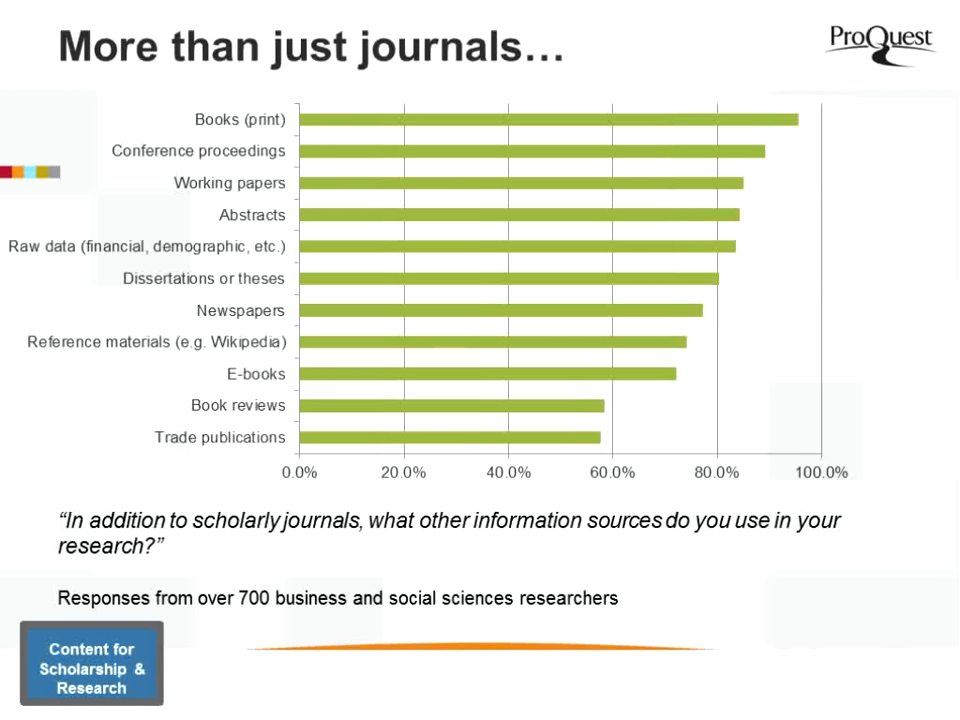 More than just journals…
ProQuest
Books (print)
Conference proceedings
Working papers
Abstracts
Raw data (financial, demographic, etc.)
Dissertations or theses
Newspapers
Reference materials (e.g. Wikipedia)
E-books
Book reviews
Trade publications
0.0% 20.0% 40.0% 60.0% 80.0% 100.0%
“In addition to scholarly journals, what other information sources do you use in your
research?”
Responses from over 700 business and social sciences researchers
Content for
Scholarship &
Research